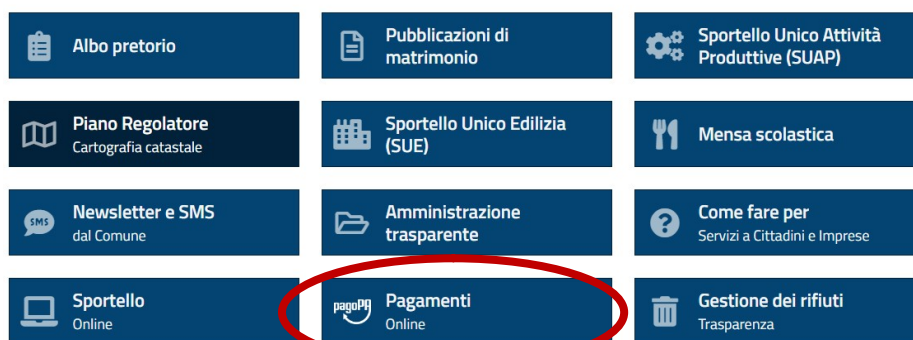 Albo pretorio
Pubblicazioni di
matrimonio
Sportello Unico Attività
Produttive (SUAP)
Piano Regolatore
Cartografia catastale
Sportello Unico Edilizia
(SUE)
Mensa scolastica
SMS
Newsletter e SMS
dal Comune
Amministrazione
trasparente
?
Come fare per
Servizi a Cittadini e Imprese
Sportello
Online
pagoPA
Pagamenti
Online
Gestione dei rifiuti
Trasparenza